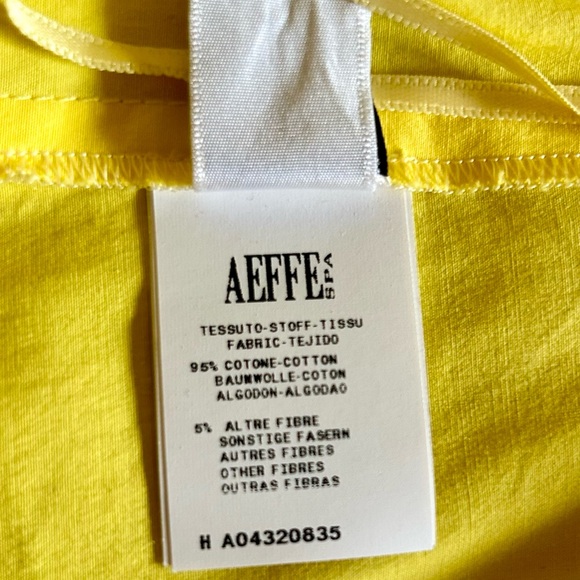 AEFFE SPA
TESSUTO-STOFF-TISSU
FABRIC-TEJIDO
95% COTONE-COTTON
BAUMWOLLE-COTON
ALGODON-ALGODAO
5% ALTRE FIBRE
SONSTIGE FASERN
AUTRES FIBRES
OTHER FIBRES
OUTRAS FIBRAS
H A04320835